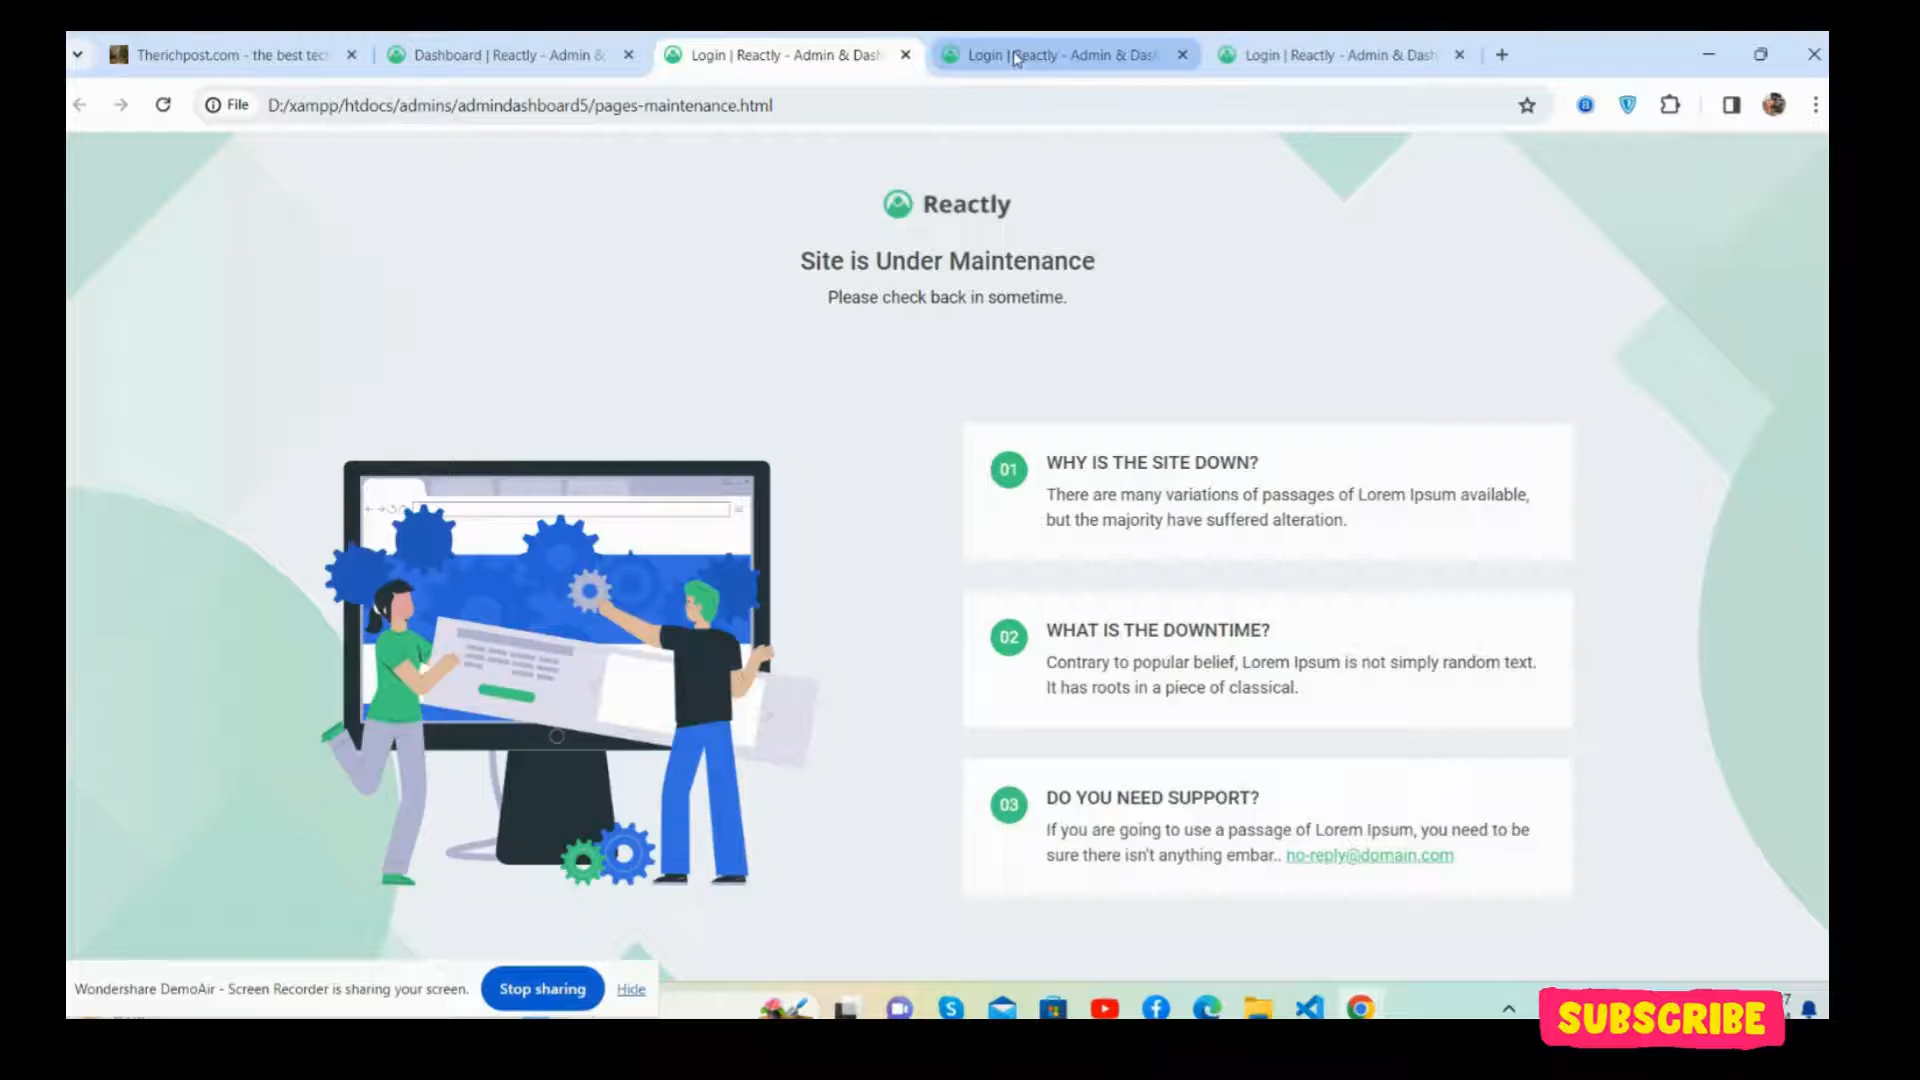 Therichpost.com - the best tec
Dashboard | Reactly - Admin &
Login | Reactly - Admin & Dash
Login | Reactly - Admin & Das
Login | Reactly - Admin & Dash
File
D:/xampp/htdocs/admins/admindashboard5/pages-maintenance.html
Reactly
Site is Under Maintenance
Please check back in sometime.
01
WHY IS THE SITE DOWN?
There are many variations of passages of Lorem Ipsum available,
but the majority have suffered alteration.
02
WHAT IS THE DOWNTIME?
Contrary to popular belief, Lorem Ipsum is not simply random text.
It has roots in a piece of classical.
03
DO YOU NEED SUPPORT?
If you are going to use a passage of Lorem Ipsum, you need to be
sure there isn't anything embar.. no-reply@domain.com
Wondershare DemoAir - Screen Recorder is sharing your screen.
Stop sharing
Hide
SUBSCRIBE